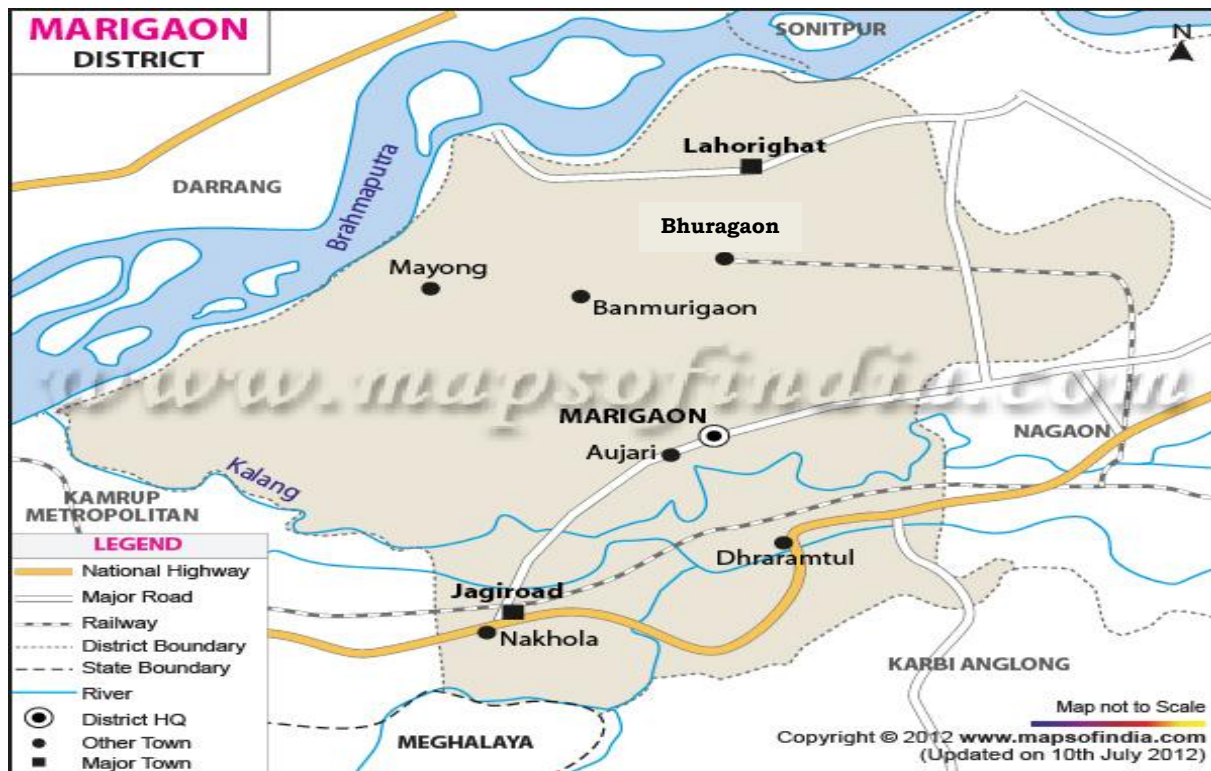 MARIGAON
DISTRICT
SONITPUR
N
Lahorighat
DARRANG
Brahmaputra
Bhuragaon
Mayong
Banmurigaon
www.mapsofindia.com
MARIGAON
NAGAON
Aujari
Kalang
KAMRUP
METROPOLITAN
LEGEND
National Highway
Major Road
Railway
District Boundary
State Boundary
River
District HQ
Other Town
Major Town
Dhraramtul
Jagiroad
Nakhola
KARBI ANGLONG
MEGHALAYA
Map not to Scale
Copyright © 2012 www.mapsofindia.com
(Updated on 10th July 2012)